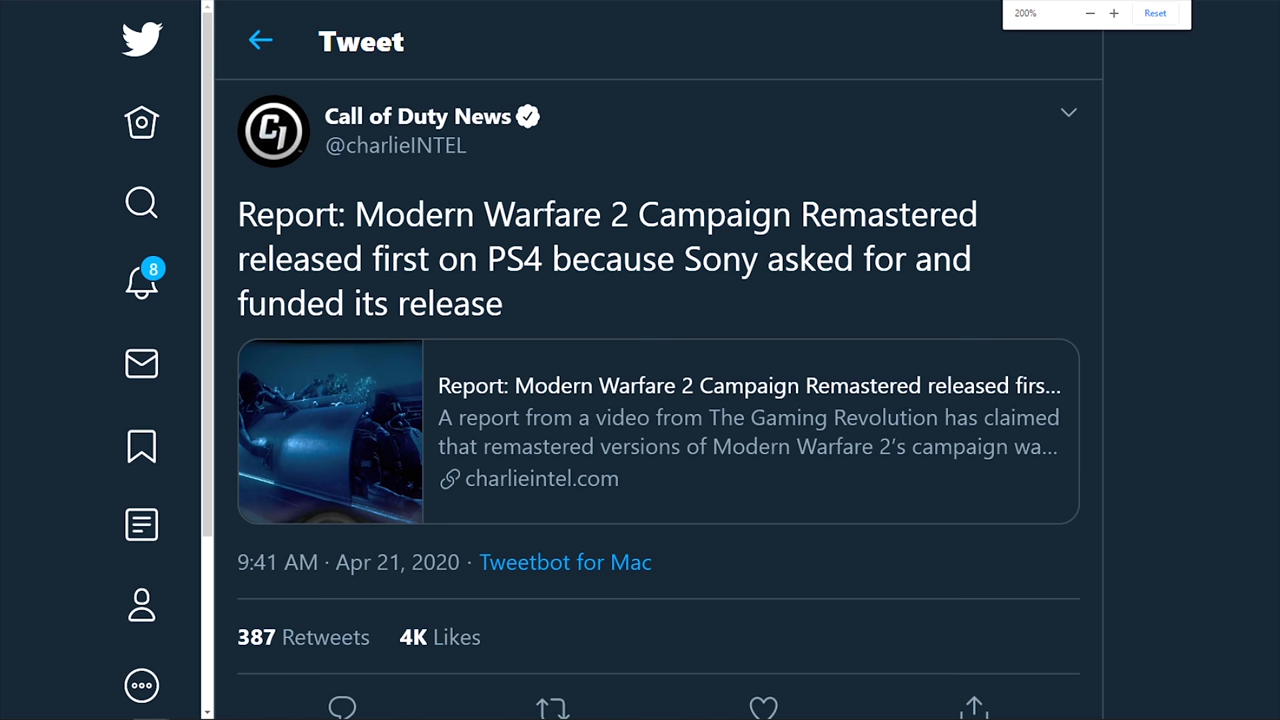 200%
Reset
Tweet
Call of Duty News
@charlieINTEL
Report: Modern Warfare 2 Campaign Remastered
released first on PS4 because Sony asked for and
funded its release
Report: Modern Warfare 2 Campaign Remastered released firs...
A report from a video from The Gaming Revolution has claimed
that remastered versions of Modern Warfare 2’s campaign wa...
charlieintel.com
8
9:41 AM · Apr 21, 2020 · Tweetbot for Mac
387 Retweets 4K Likes